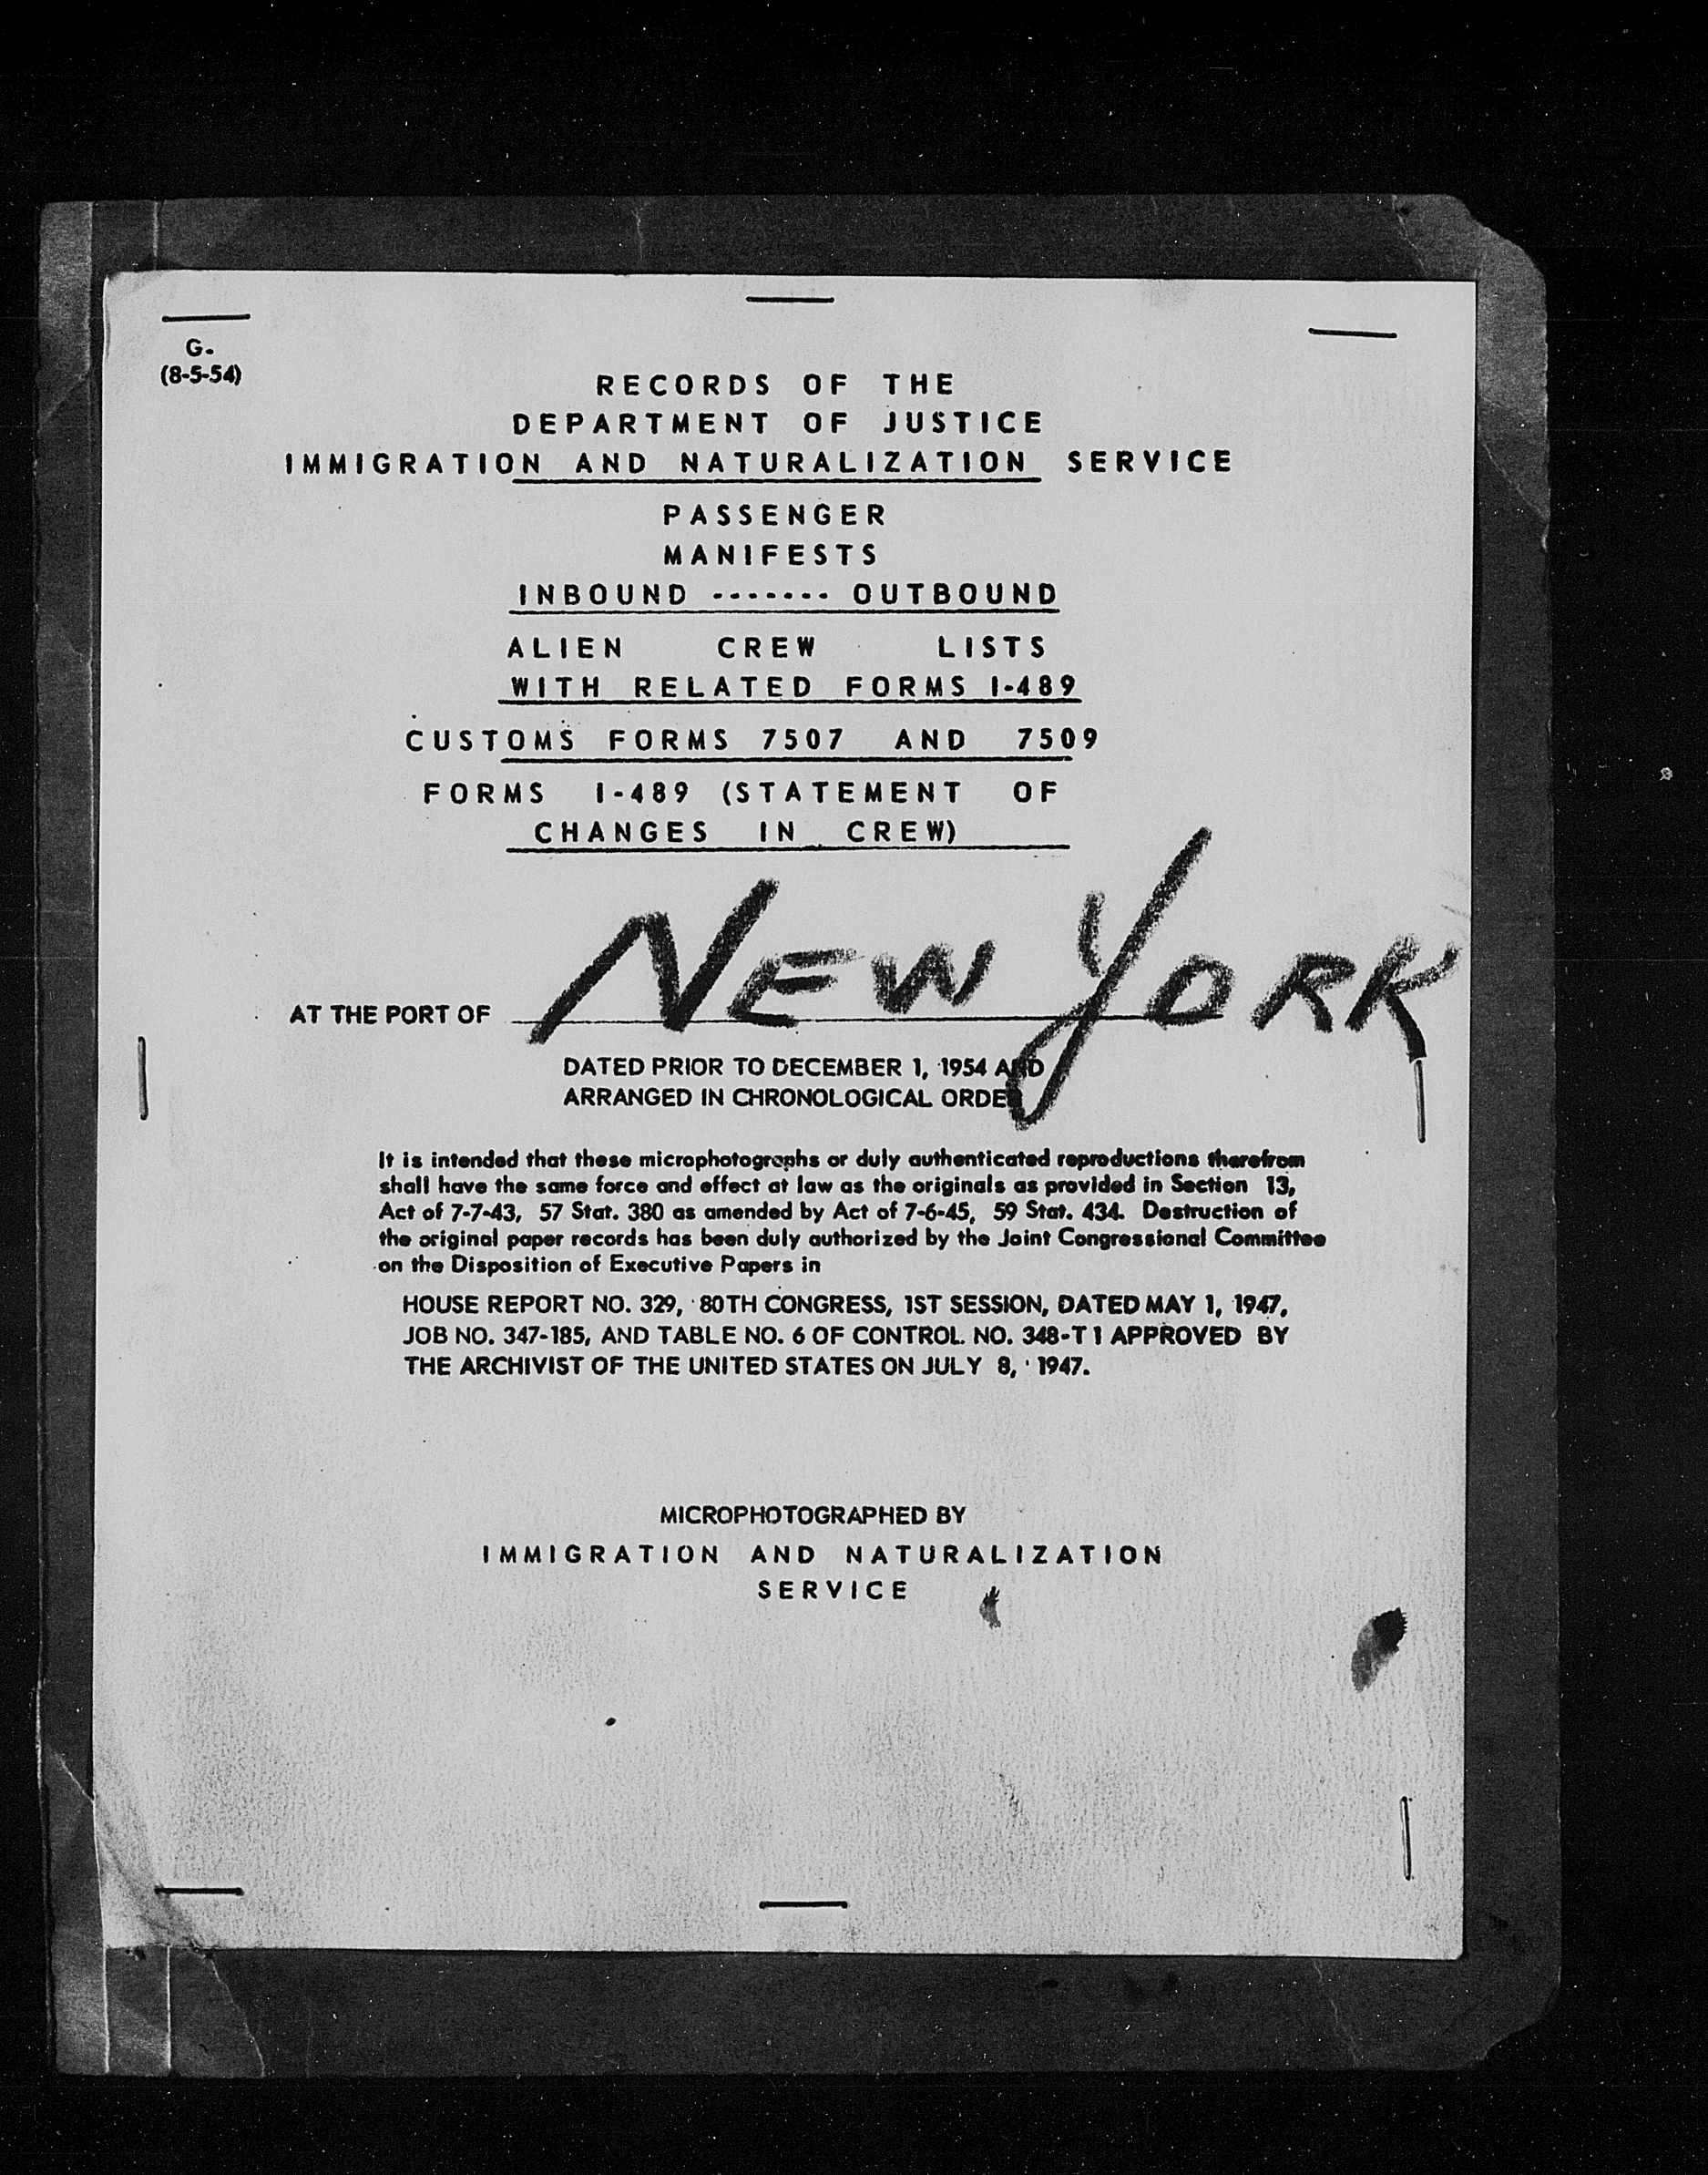 G-
(8-5-54)
RECORDS OF THE
DEPARTMENT OF JUSTICE
IMMIGRATION AND NATURALIZATION SERVICE
PASSENGER
MANIFESTS
INBOUND ------- OUTBOUND
ALIEN CREW LISTS
WITH RELATED FORMS I-489
CUSTOMS FORMS 7507 AND 7509
FORMS I-489 (STATEMENT OF
CHANGES IN CREW)
AT THE PORT OF NEW YORK
DATED PRIOR TO DECEMBER 1, 1954 AND
ARRANGED IN CHRONOLOGICAL ORDER
It is intended that these microphotographs or duly authenticated reproductions therefrom
shall have the same force and effect at law as the originals as provided in Section 13,
Act of 7-7-43, 57 Stat. 380 as amended by Act of 7-6-45, 59 Stat. 434. Destruction of
the original paper records has been duly authorized by the Joint Congressional Committee
on the Disposition of Executive Papers in
HOUSE REPORT NO. 329, 80TH CONGRESS, 1ST SESSION, DATED MAY 1, 1947,
JOB NO. 347-185, AND TABLE NO. 6 OF CONTROL NO. 348-T1 APPROVED BY
THE ARCHIVIST OF THE UNITED STATES ON JULY 8, 1947.
MICROPHOTOGRAPHED BY
IMMIGRATION AND NATURALIZATION
SERVICE